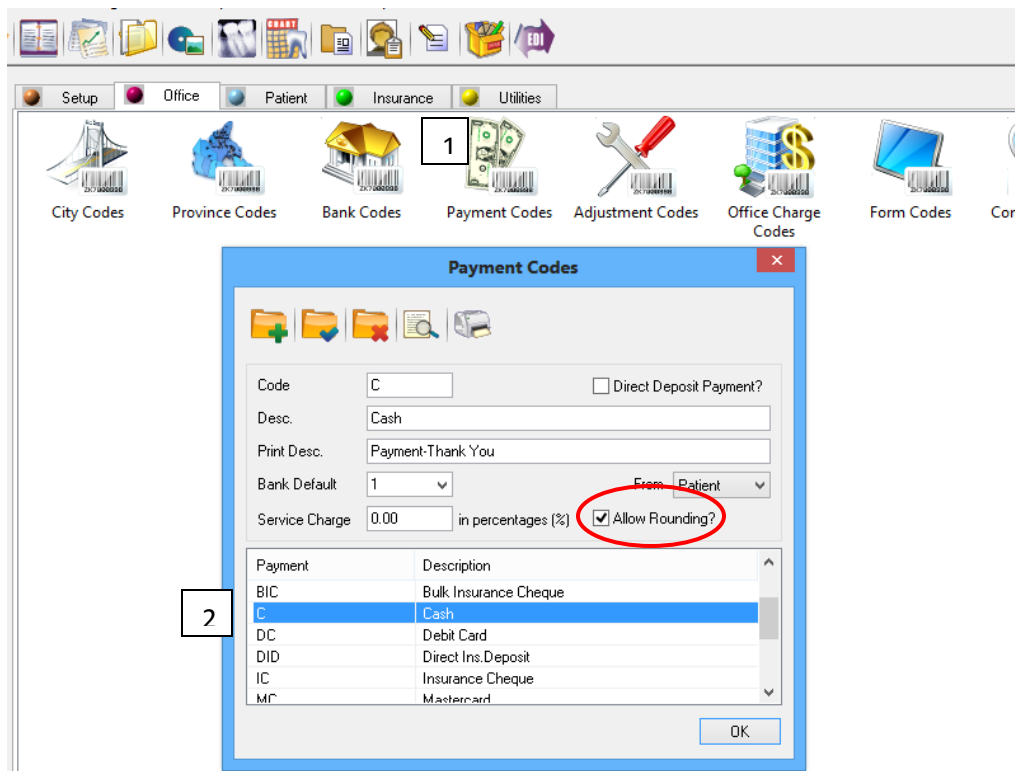 CHART
EDI
Setup Office Patient Insurance Utilities
1
City Codes Province Codes Bank Codes Payment Codes Adjustment Codes Office Charge Codes Form Codes Cor
Payment Codes
Code C Direct Deposit Payment?
Desc. Cash
Print Desc. Payment-Thank You
Bank Default 1 From Patient
Service Charge 0.00 in percentages (%) Allow Rounding?
Payment Description
BIC Bulk Insurance Cheque
2
C Cash
DC Debit Card
DID Direct Ins.Deposit
IC Insurance Cheque
MC Mastercard
OK